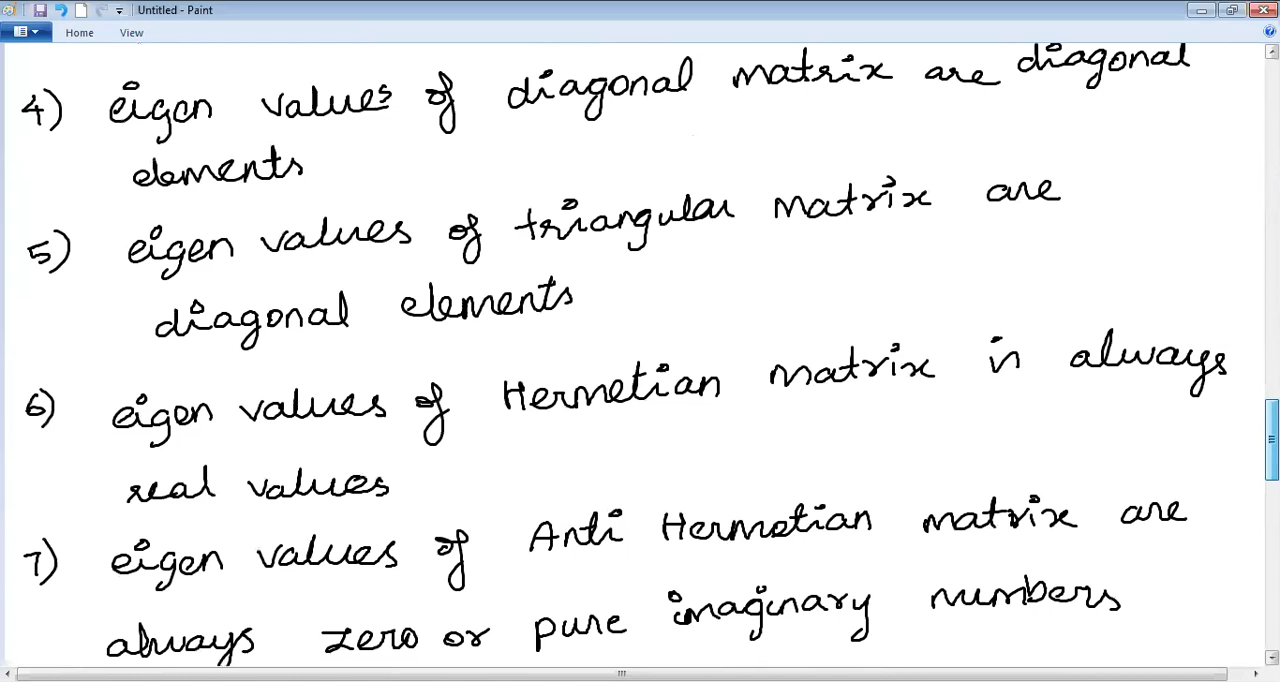 Untitled - Paint
Home View
4) eigen values of diagonal matrix are diagonal
elements
5) eigen values of triangular matrix are
diagonal elements
6) eigen values of Hermetian matrix is always
real values
7) eigen values of Anti Hermetian matrix are
always zero or pure imaginary numbers